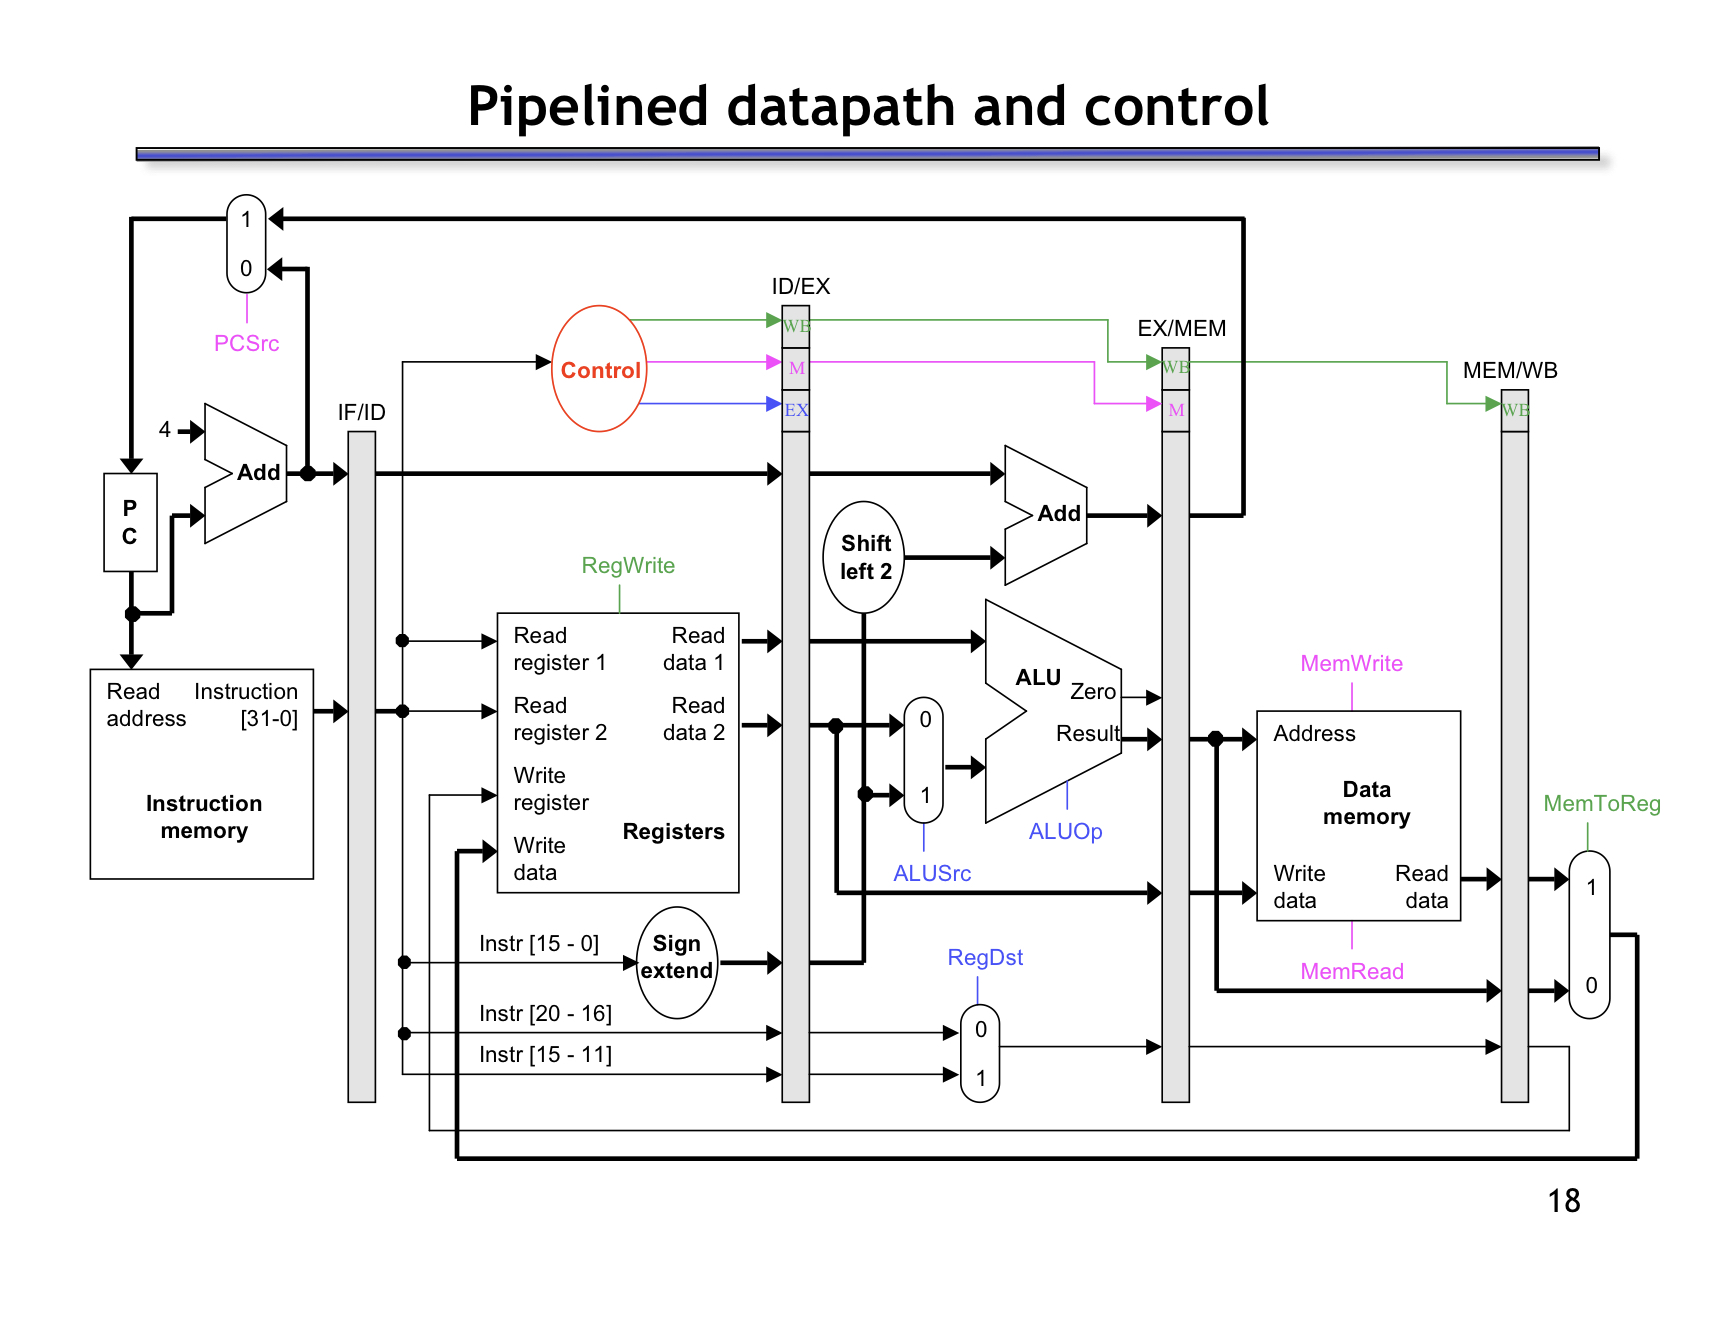 Pipelined datapath and control
1
0
PCSrc
ID/EX
WB
M
EX
Control
EX/MEM
WB
M
MEM/WB
WB
IF/ID
4
Add
P
C
Add
Shift
left 2
RegWrite
Read
register 1
Read
data 1
Read
register 2
Read
data 2
Write
register
Write
data
Registers
Read
address
Instruction
[31-0]
Instruction
memory
ALU
Zero
Result
0
1
ALUSrc
ALUOp
MemWrite
Address
Data
memory
Write
data
Read
data
MemRead
MemToReg
1
0
Instr [15 - 0]
Sign
extend
RegDst
Instr [20 - 16]
0
Instr [15 - 11]
1
18